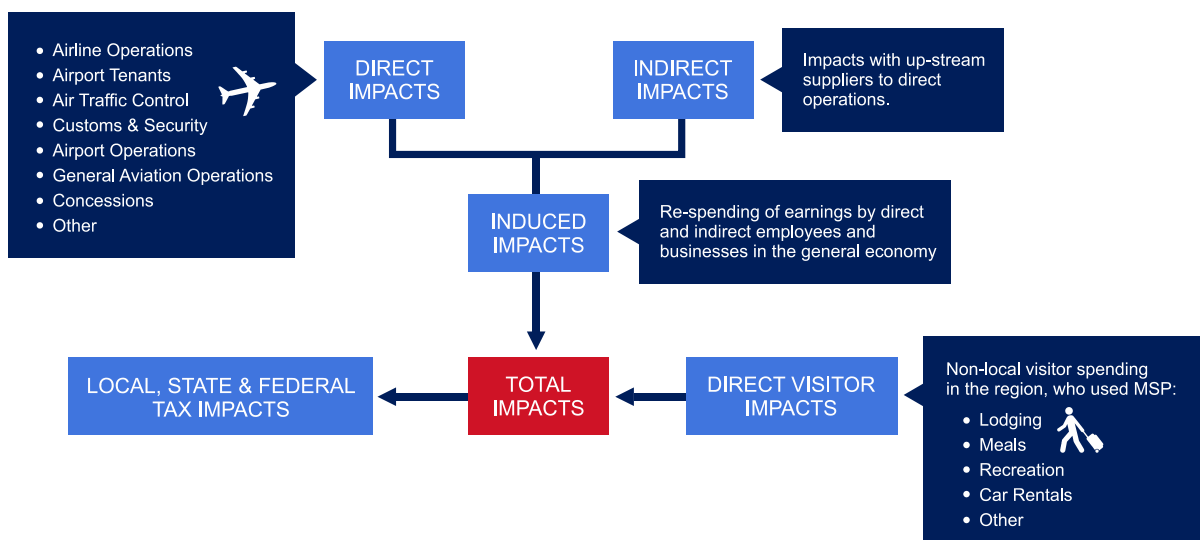 • Airline Operations
• Airport Tenants
• Air Traffic Control
• Customs & Security
• Airport Operations
• General Aviation Operations
• Concessions
• Other
DIRECT
IMPACTS
INDIRECT
IMPACTS
Impacts with up-stream
suppliers to direct
operations.
INDUCED
IMPACTS
Re-spending of earnings by direct
and indirect employees and
businesses in the general economy
LOCAL, STATE & FEDERAL
TAX IMPACTS
TOTAL
IMPACTS
DIRECT VISITOR
IMPACTS
Non-local visitor spending
in the region, who used MSP:
• Lodging
• Meals
• Recreation
• Car Rentals
• Other